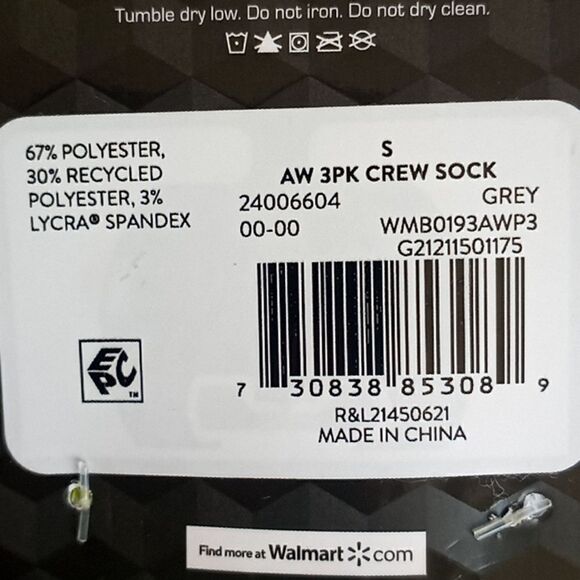 Tumble dry low. Do not iron. Do not dry clean.
67% POLYESTER,
30% RECYCLED
POLYESTER, 3%
LYCRA® SPANDEX
S
AW 3PK CREW SOCK
24006604 GREY
00-00 WMB0193AWP3
G21211501175
7 30838 85308 9
R&L21450621
MADE IN CHINA
EPC TM
Find more at Walmart.com